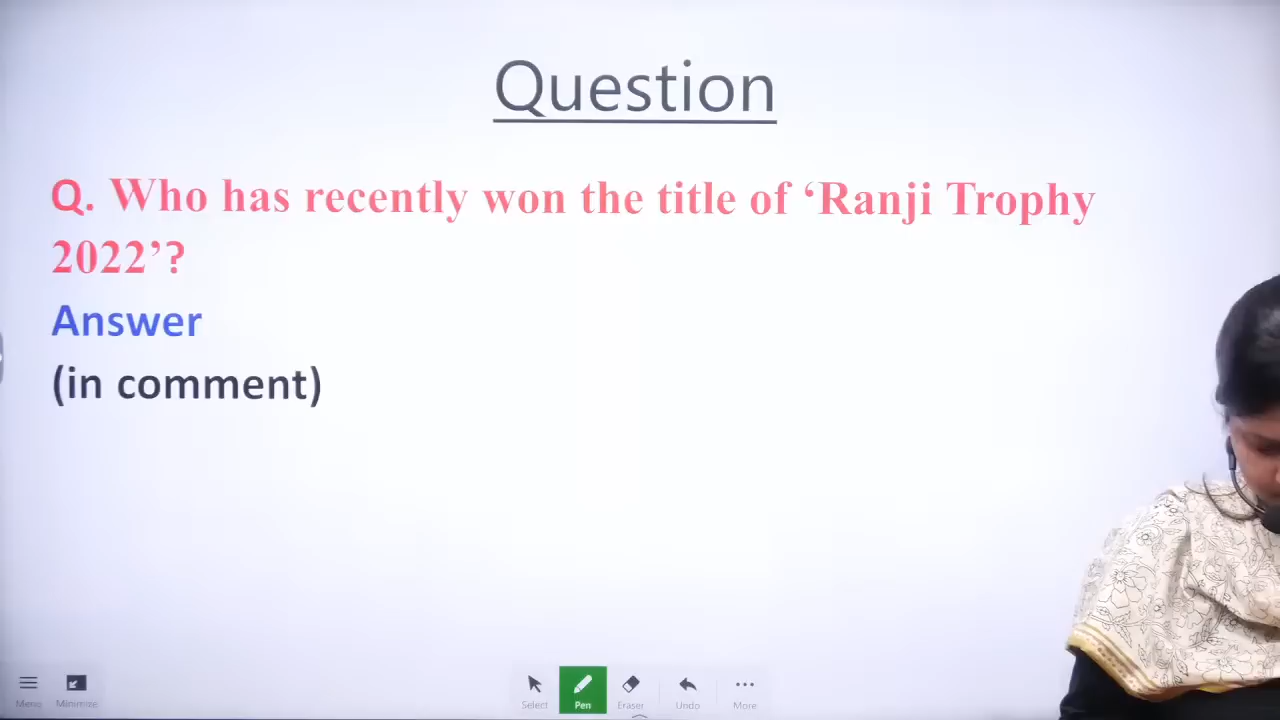 Question
Q. Who has recently won the title of ‘Ranji Trophy
2022’?
Answer
(in comment)
Menu
Minimize
Select
Pen
Eraser
Undo
More